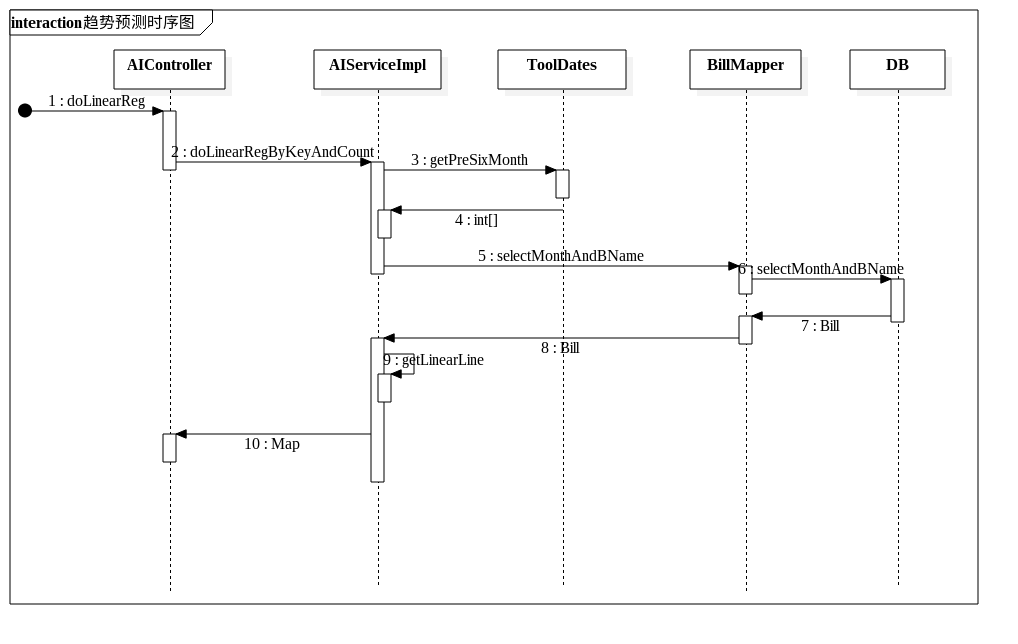 interaction趋势预测时序图
AIController
AIServiceImpl
ToolDates
BillMapper
DB
1 : doLinearReg
2 : doLinearRegByKeyAndCount
3 : getPreSixMonth
4 : int[]
5 : selectMonthAndBName
6 : selectMonthAndBName
7 : Bill
8 : Bill
9 : getLinearLine
10 : Map